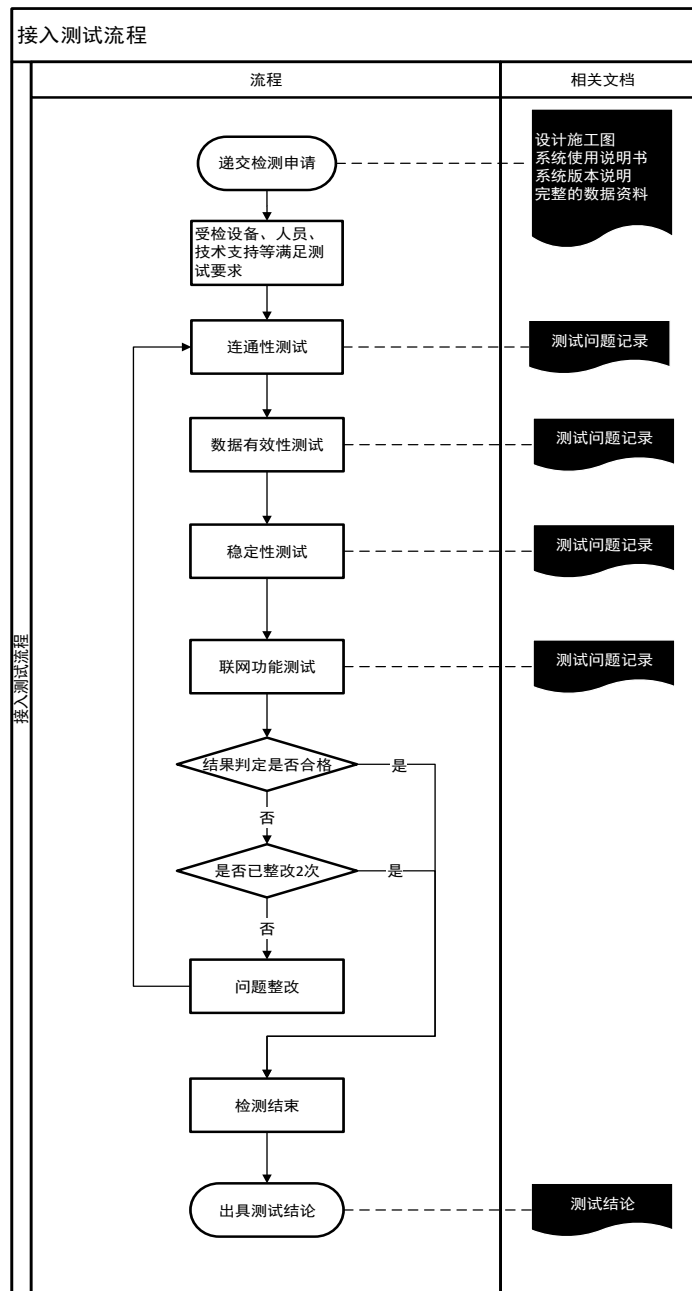 接入测试流程
流程
相关文档
递交检测申请
设计施工图
系统使用说明书
系统版本说明
完整的数据资料
受检设备、人员、
技术支持等满足测
试要求
连通性测试
测试问题记录
数据有效性测试
测试问题记录
稳定性测试
测试问题记录
接入测试流程
联网功能测试
测试问题记录
结果判定是否合格
是
否
是否已整改2次
是
否
问题整改
检测结束
出具测试结论
测试结论